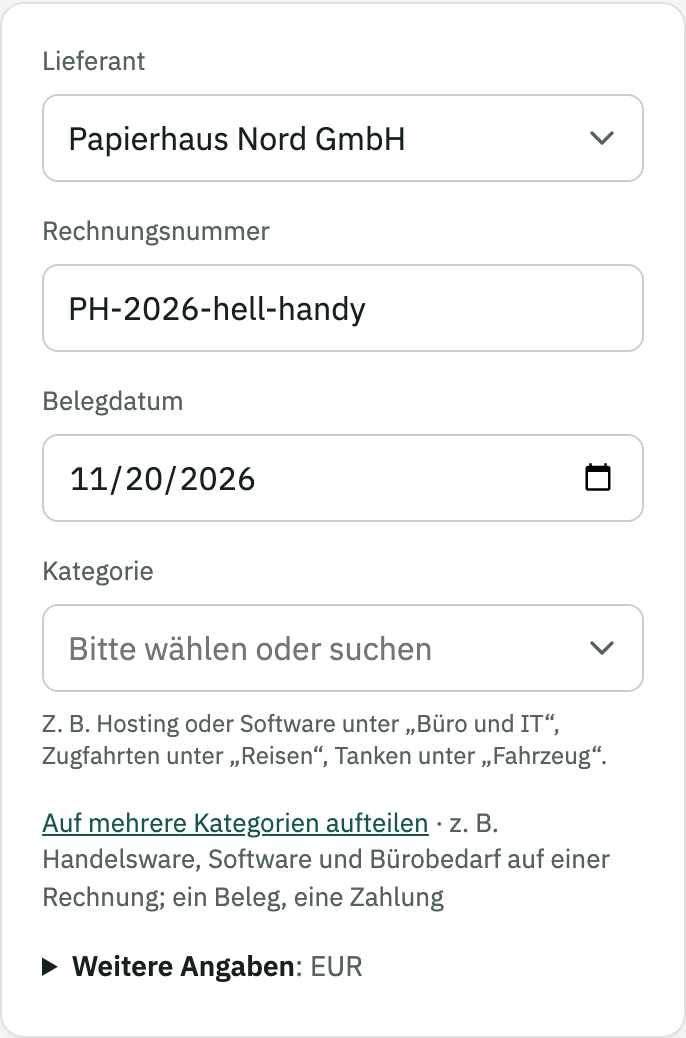 Lieferant
Papierhaus Nord GmbH
Rechnungsnummer
PH-2026-hell-handy
Belegdatum
11/20/2026
Kategorie
Bitte wählen oder suchen
Z. B. Hosting oder Software unter „Büro und IT“,
Zugfahrten unter „Reisen“, Tanken unter „Fahrzeug“.
Auf mehrere Kategorien aufteilen · z. B.
Handelsware, Software und Bürobedarf auf einer
Rechnung; ein Beleg, eine Zahlung
Weitere Angaben: EUR